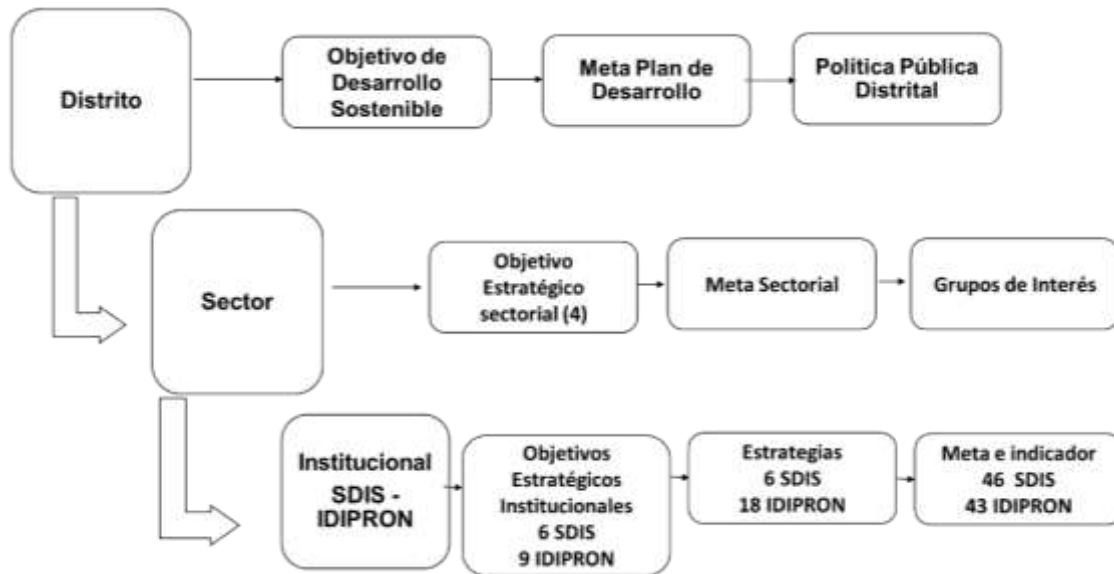 Distrito
Objetivo de
Desarrollo
Sostenible
Meta Plan de
Desarrollo
Política Pública
Distrital
Sector
Objetivo
Estratégico
sectorial (4)
Meta Sectorial
Grupos de Interés
Institucional
SDIS -
IDIPRON
Objetivos
Estratégicos
Institucionales
6 SDIS
9 IDIPRON
Estrategias
6 SDIS
18 IDIPRON
Meta e indicador
46 SDIS
43 IDIPRON